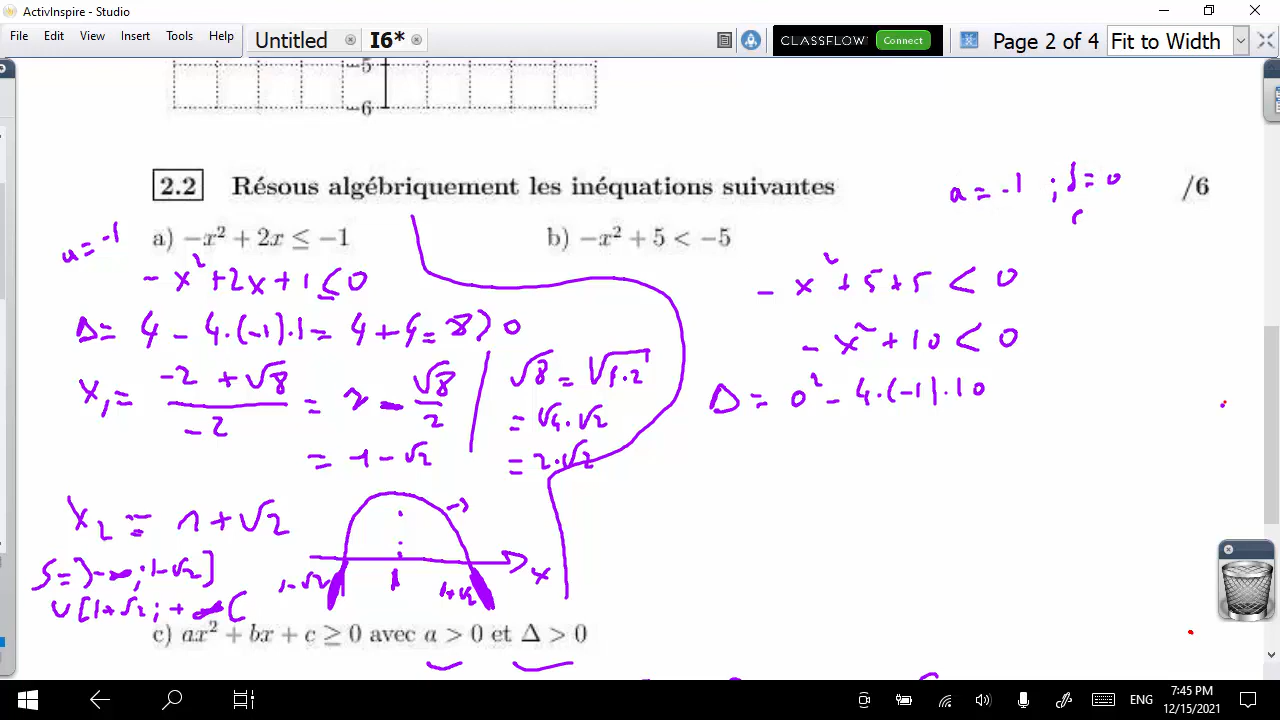 ActivInspire - Studio
File Edit View Insert Tools Help
Untitled I6*
CLASSFLOW Connect
Page 2 of 4 Fit to Width
−5
−6
2.2 Résous algébriquement les inéquations suivantes /6
a = -1 ; b = 0
a = -1
a) −x² + 2x ≤ −1
b) −x² + 5 < −5
- x² + 2x + 1 ≤ 0
Δ = 4 - 4·(-1)·1 = 4 + 4 = 8 > 0
x₁ = (-2 + √8)/(-2) = 1 - √8/2
= 1 - √2
√8 = √4·2
= √4·√2
= 2·√2
x₂ = 1 + √2
S = ]-∞; 1-√2]
∪ [1+√2; +∞[
1-√2 1 1+√2 x
- x² + 5 + 5 < 0
- x² + 10 < 0
Δ = 0² - 4·(-1)·10
c) ax² + bx + c ≥ 0 avec a > 0 et Δ > 0
ENG
7:45 PM
12/15/2021